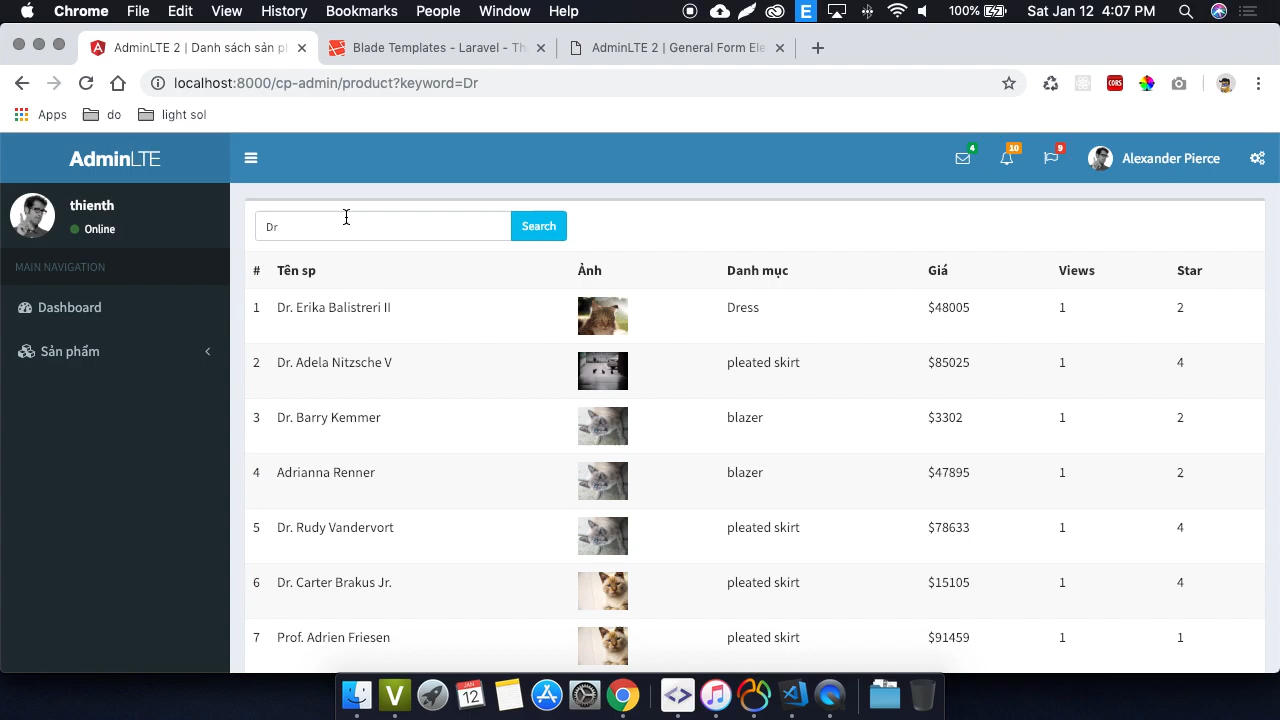 Chrome File Edit View History Bookmarks People Window Help E 100% Sat Jan 12 4:07 PM
AdminLTE 2 | Danh sách sản p
Blade Templates - Laravel - Th
AdminLTE 2 | General Form Ele
localhost:8000/cp-admin/product?keyword=Dr
CORS
Apps do light sol
AdminLTE 4 10 9 Alexander Pierce
thienth
Online
MAIN NAVIGATION
Dashboard
Sản phẩm
Dr Search
# Tên sp Ảnh Danh mục Giá Views Star
1 Dr. Erika Balistreri II Dress $48005 1 2
2 Dr. Adela Nitzsche V pleated skirt $85025 1 4
3 Dr. Barry Kemmer blazer $3302 1 2
4 Adrianna Renner blazer $47895 1 2
5 Dr. Rudy Vandervort pleated skirt $78633 1 4
6 Dr. Carter Brakus Jr. pleated skirt $15105 1 4
7 Prof. Adrien Friesen pleated skirt $91459 1 1
V
JAN
12